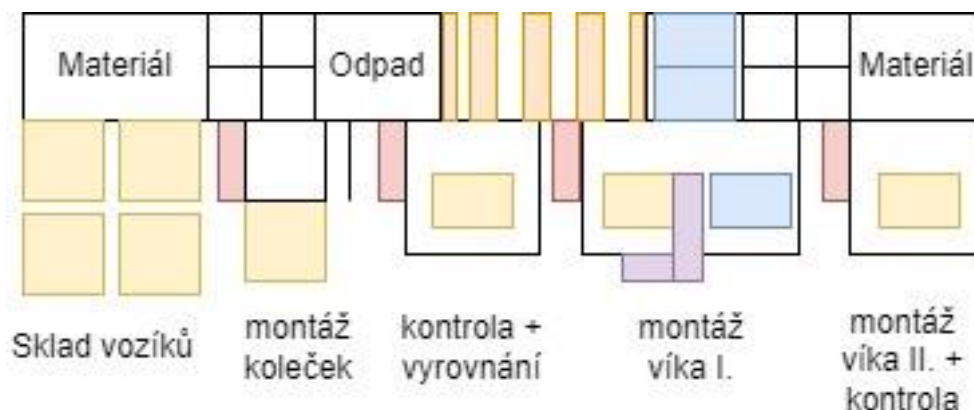 Materiál
Odpad
Materiál
Sklad vozíků
montáž
koleček
kontrola +
vyrovnání
montáž
víka I.
montáž
víka II. +
kontrola